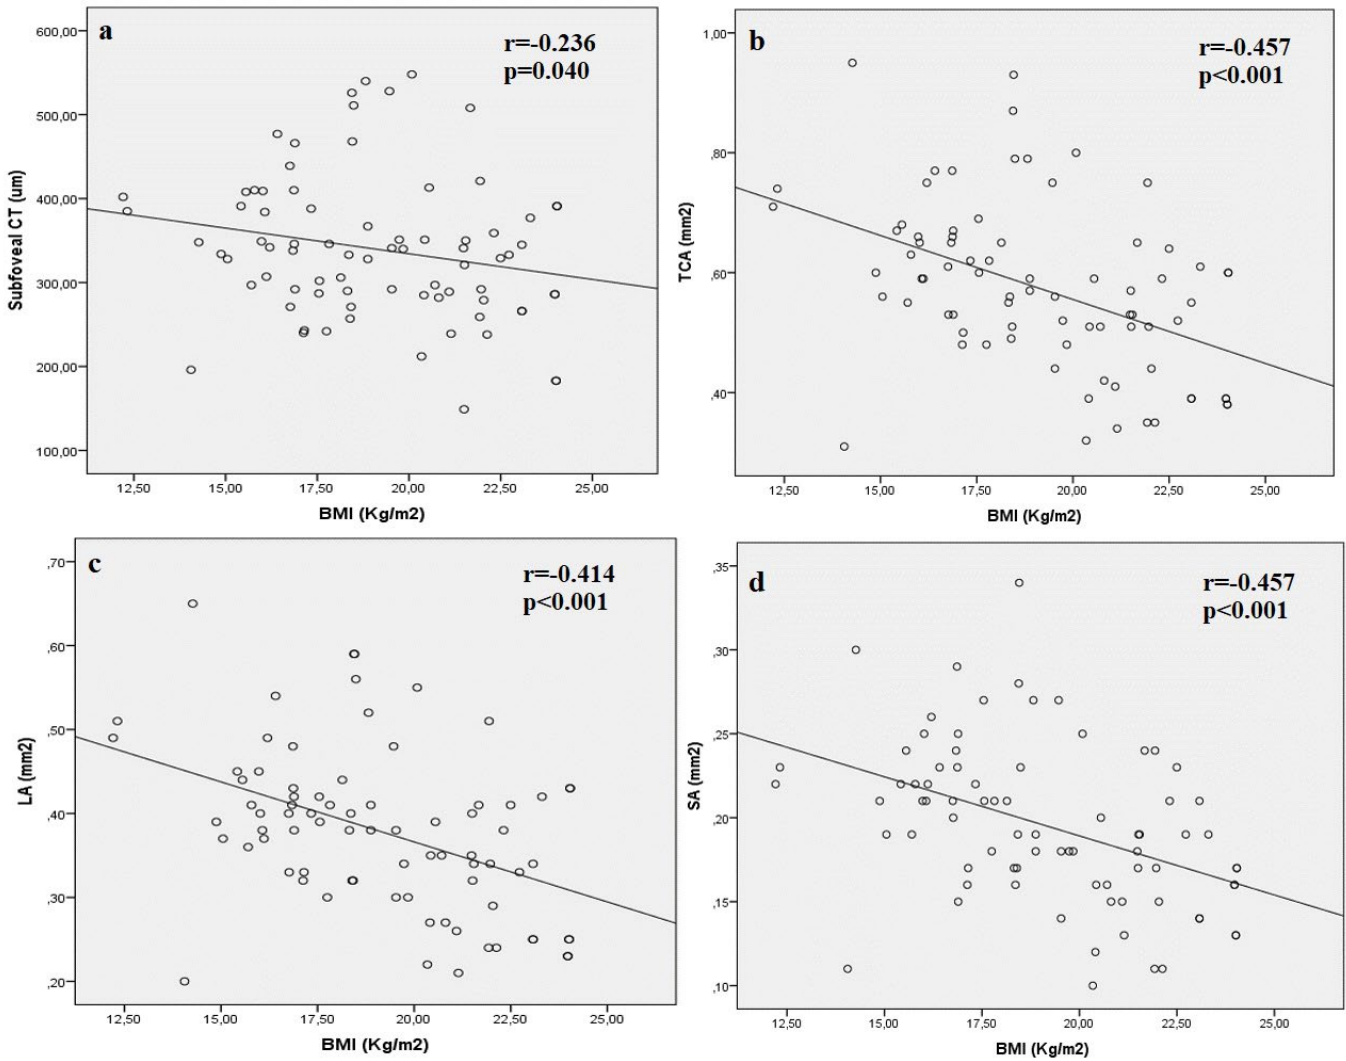 a
r=-0.236
p=0.040
600,00
500,00
400,00
300,00
200,00
100,00
Subfoveal CT (um)
12,50 15,00 17,50 20,00 22,50 25,00
BMI (Kg/m2)
b
r=-0.457
p<0.001
1,00
,80
,60
,40
TCA (mm2)
12,50 15,00 17,50 20,00 22,50 25,00
BMI (Kg/m2)
c
r=-0.414
p<0.001
,70
,60
,50
,40
,30
,20
LA (mm2)
12,50 15,00 17,50 20,00 22,50 25,00
BMI (Kg/m2)
d
r=-0.457
p<0.001
,35
,30
,25
,20
,15
,10
SA (mm2)
12,50 15,00 17,50 20,00 22,50 25,00
BMI (Kg/m2)